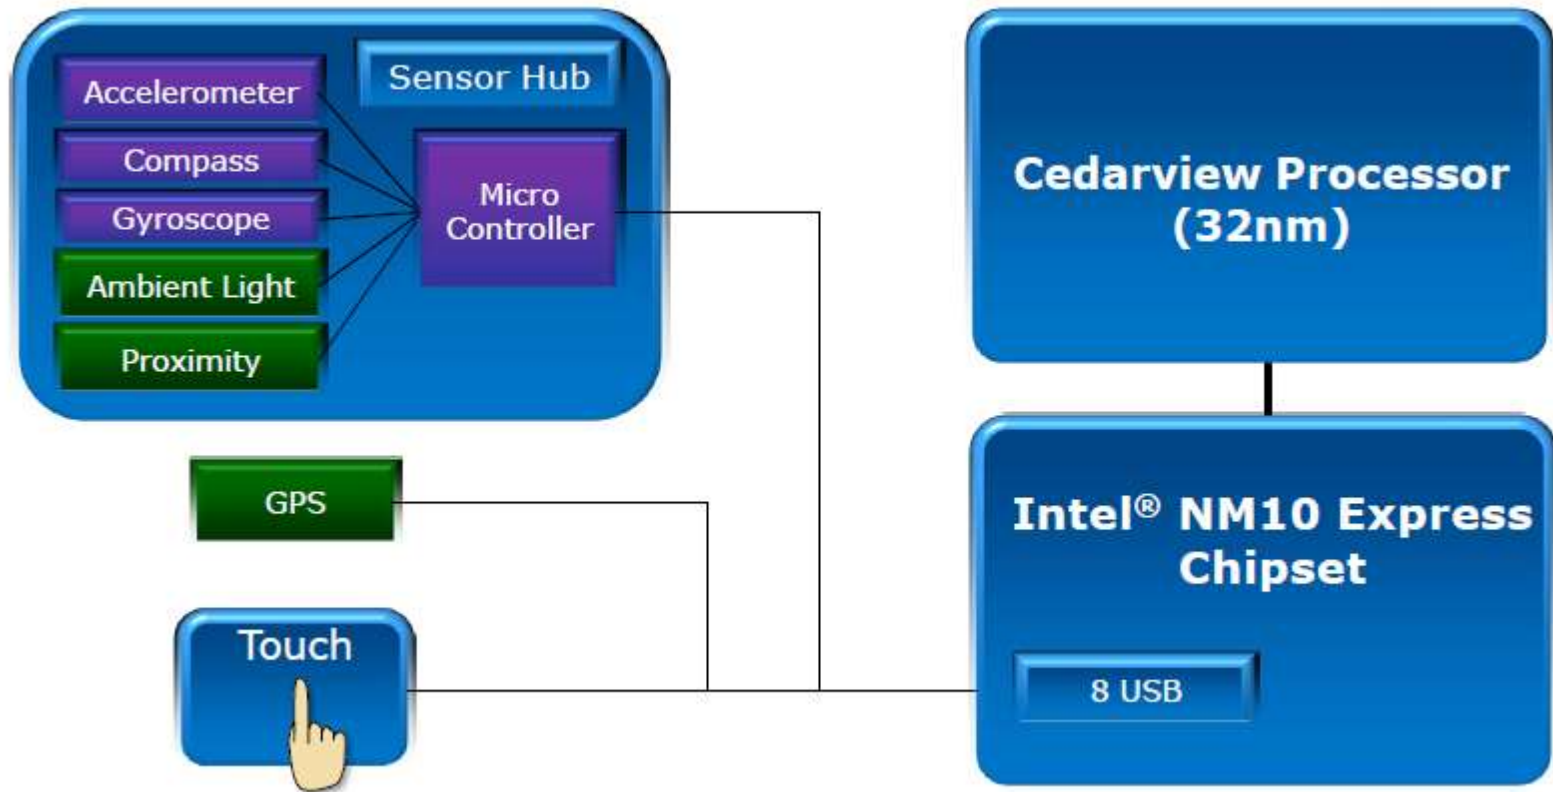 Sensor Hub
Accelerometer
Compass
Gyroscope
Ambient Light
Proximity
Micro
Controller
GPS
Touch
Cedarview Processor
(32nm)
Intel® NM10 Express
Chipset
8 USB